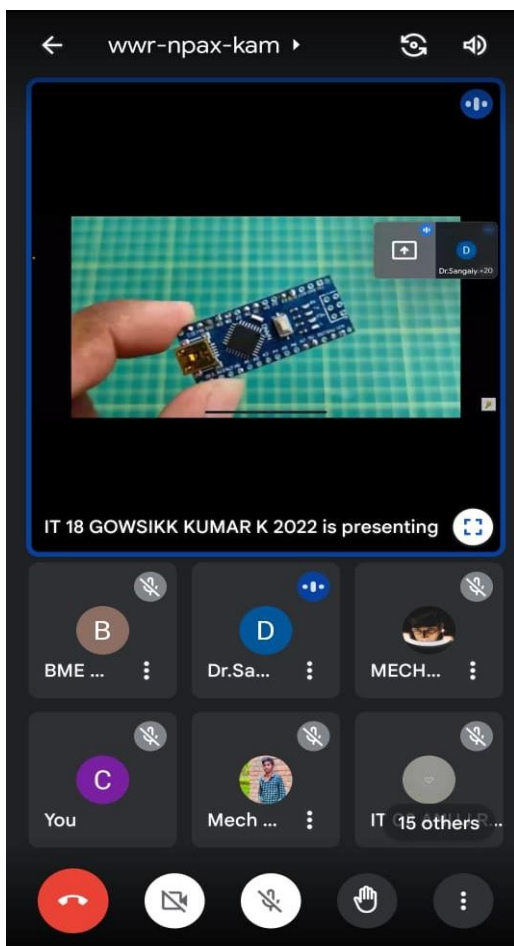 wwr-npax-kam
D
Dr.Sangaiy.+20
IT 18 GOWSIKK KUMAR K 2022 is presenting
B
BME ...
D
Dr.Sa...
MECH...
C
You
Mech ...
IT
15 others